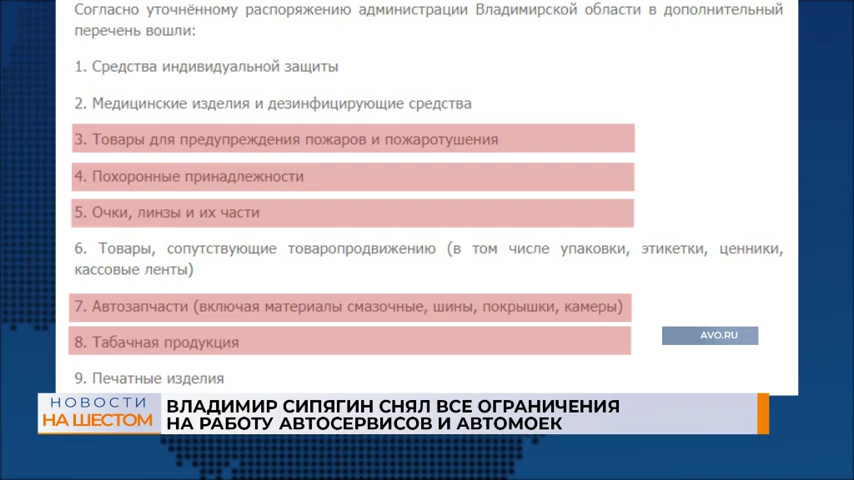 Согласно уточнённому распоряжению администрации Владимирской области в дополнительный
перечень вошли:
1. Средства индивидуальной защиты
2. Медицинские изделия и дезинфицирующие средства
3. Товары для предупреждения пожаров и пожаротушения
4. Похоронные принадлежности
5. Очки, линзы и их части
6. Товары, сопутствующие товаропродвижению (в том числе упаковки, этикетки, ценники,
кассовые ленты)
7. Автозапчасти (включая материалы смазочные, шины, покрышки, камеры)
AVO.RU
8. Табачная продукция
9. Печатные изделия
НОВОСТИ
НА ШЕСТОМ
ВЛАДИМИР СИПЯГИН СНЯЛ ВСЕ ОГРАНИЧЕНИЯ
НА РАБОТУ АВТОСЕРВИСОВ И АВТОМОЕК